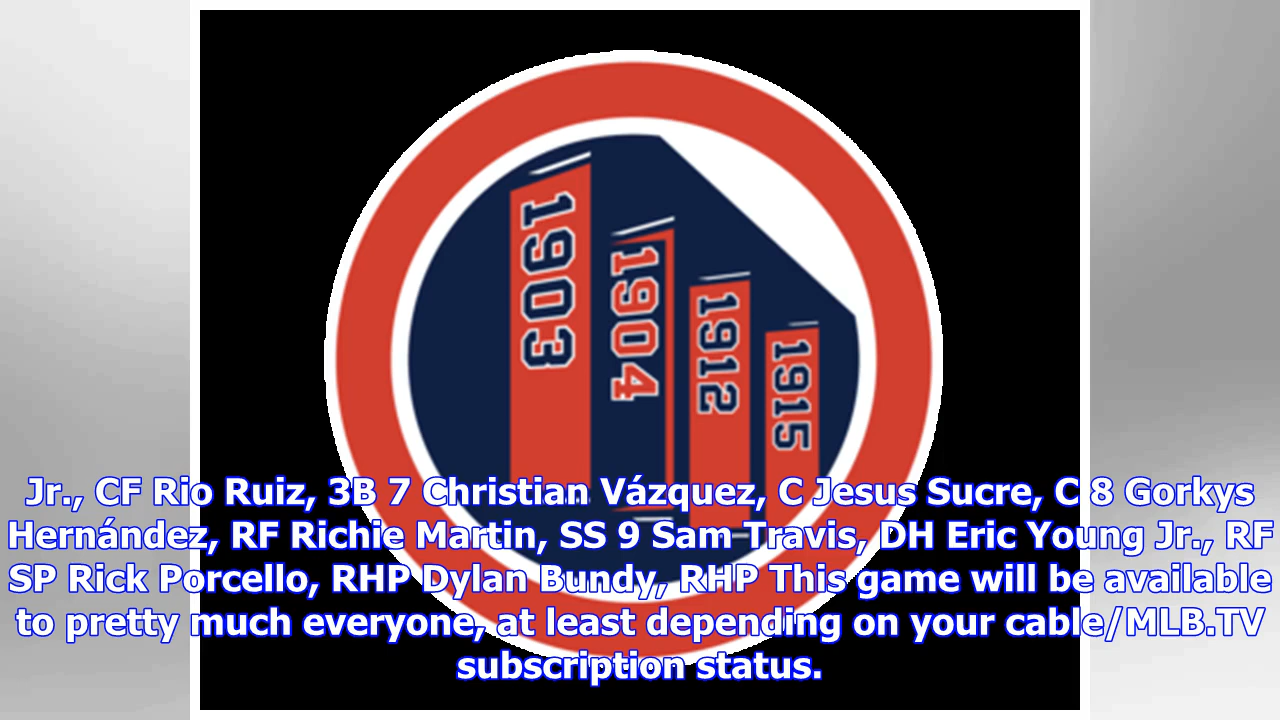 1903
1904
1912
1915
Jr., CF Rio Ruiz, 3B 7 Christian Vázquez, C Jesus Sucre, C 8 Gorkys
Hernández, RF Richie Martin, SS 9 Sam Travis, DH Eric Young Jr., RF
SP Rick Porcello, RHP Dylan Bundy, RHP This game will be available
to pretty much everyone, at least depending on your cable/MLB.TV
subscription status.